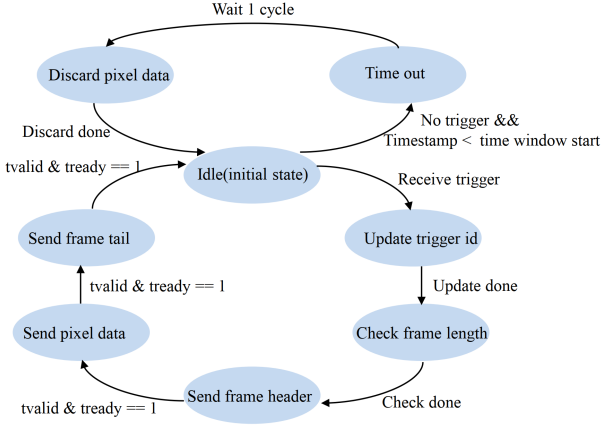 Wait 1 cycle
Discard pixel data
Time out
Discard done
No trigger &&
Timestamp < time window start
tvalid & tready == 1
Idle(initial state)
Receive trigger
Send frame tail
Update trigger id
tvalid & tready == 1
Update done
Send pixel data
Check frame length
Send frame header
tvalid & tready == 1
Check done